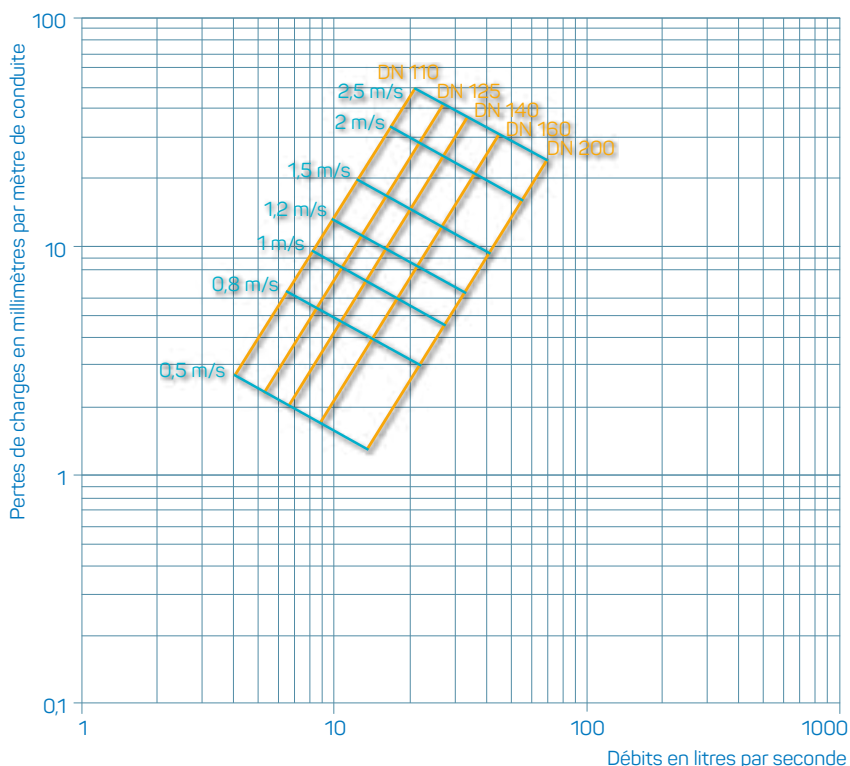 100
10
1
0,1
Pertes de charges en millimètres par mètre de conduite
DN 110
2,5 m/s
DN 125
DN 140
2 m/s
DN 160
DN 200
1,5 m/s
1,2 m/s
1 m/s
0,8 m/s
0,5 m/s
1
10
100
1000
Débits en litres par seconde